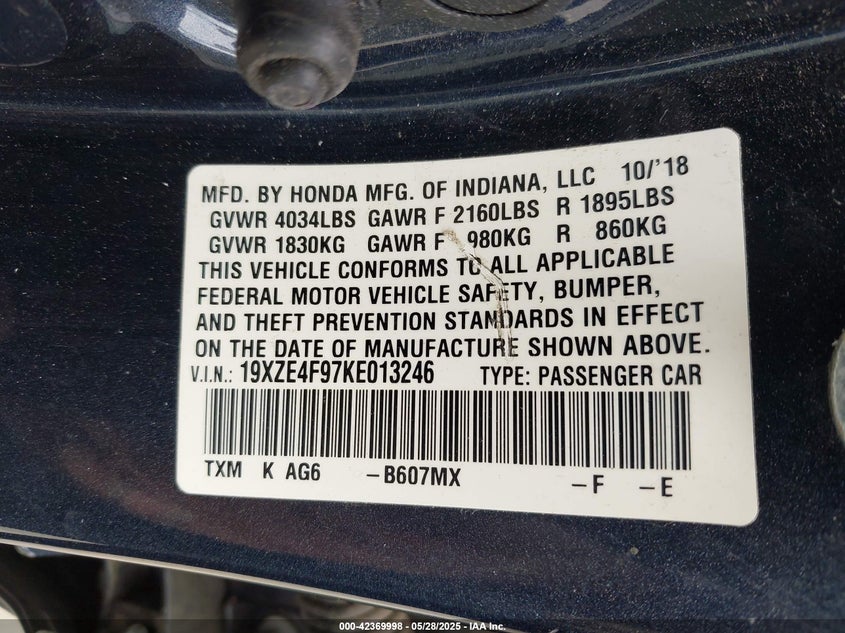 MFD. BY HONDA MFG. OF INDIANA, LLC 10/'18
GVWR 4034LBS GAWR F 2160LBS R 1895LBS
GVWR 1830KG GAWR F 980KG R 860KG
THIS VEHICLE CONFORMS TO ALL APPLICABLE
FEDERAL MOTOR VEHICLE SAFETY, BUMPER,
AND THEFT PREVENTION STANDARDS IN EFFECT
ON THE DATE OF MANUFACTURE SHOWN ABOVE.
V.I.N.: 19XZE4F97KE013246 TYPE: PASSENGER CAR
TXM K AG6 -B607MX -F -E
000-42369998 — 05/28/2025 — IAA Inc.